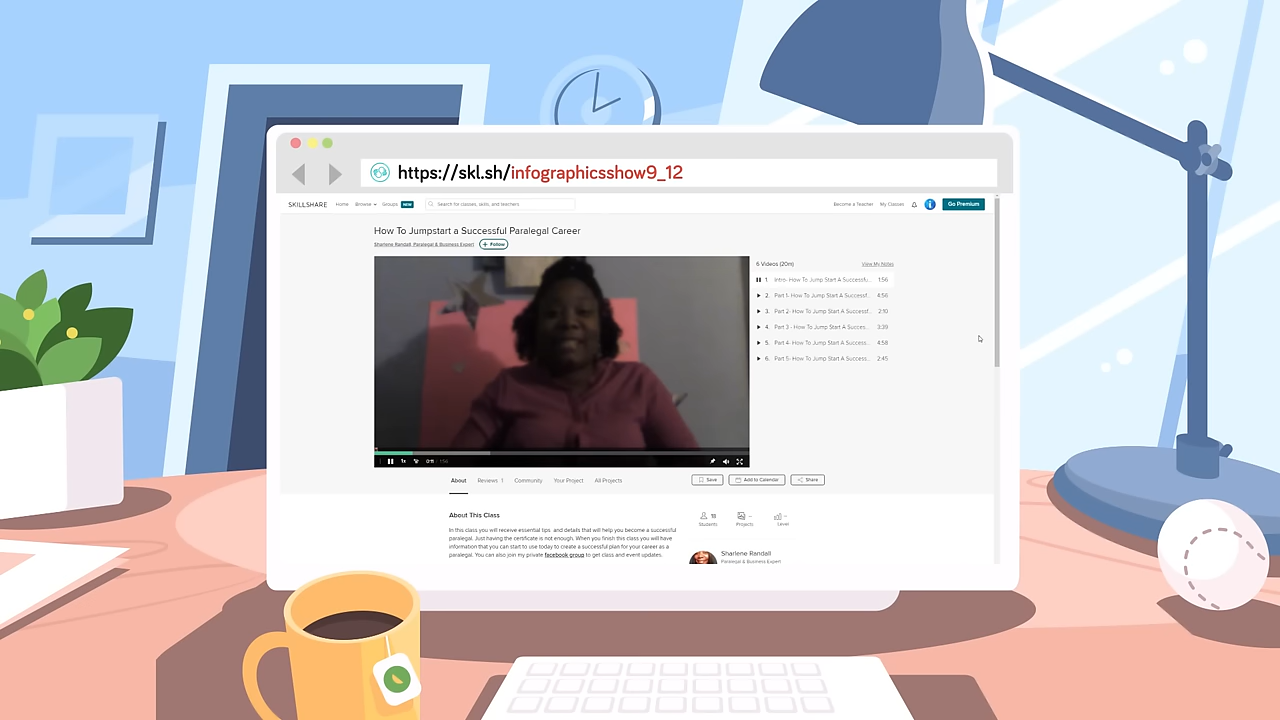 https://skl.sh/infographicsshow9_12
SKILLSHARE Home Browse Groups NEW Search for classes, skills, and teachers Become a Teacher My Classes Go Premium
How To Jumpstart a Successful Paralegal Career
Sharlene Randall, Paralegal & Business Expert + Follow
6 Videos (20m) View My Notes
1. Intro- How To Jump Start A Successfu... 1:56
2. Part 1- How To Jump Start A Successf... 4:56
3. Part 2- How To Jump Start A Successf... 2:10
4. Part 3 - How To Jump Start A Succes... 3:39
5. Part 4- How To Jump Start A Success... 4:58
6. Part 5- How To Jump Start A Success... 2:45
1x 0:11 / 1:56
About Reviews 1 Community Your Project All Projects Save Add to Calendar Share
About This Class
18 - -
Students Projects Level
In this class you will receive essential tips and details that will help you become a successful
paralegal. Just having the certificate is not enough. When you finish this class you will have
information that you can start to use today to create a successful plan for your career as a
paralegal. You can also join my private facebook group to get class and event updates.
Sharlene Randall
Paralegal & Business Expert